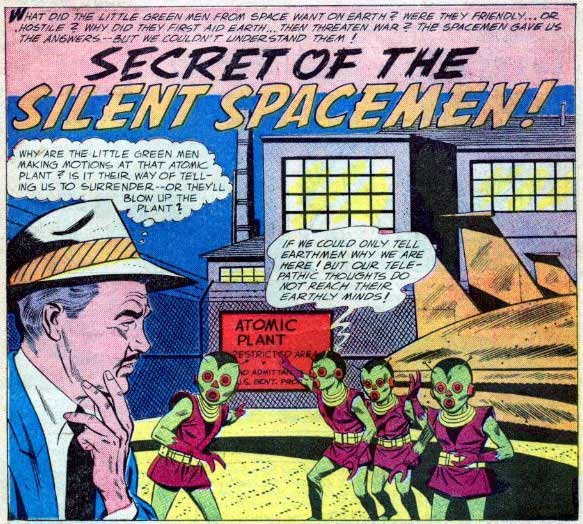 WHAT DID THE LITTLE GREEN MEN FROM SPACE WANT ON EARTH? WERE THEY FRIENDLY... OR
HOSTILE? WHY DID THEY FIRST AID EARTH... THEN THREATEN WAR? THE SPACEMEN GAVE US
THE ANSWERS--BUT WE COULDN'T UNDERSTAND THEM!
SECRET OF THE
SILENT SPACEMEN!
WHY ARE THE LITTLE GREEN MEN
MAKING MOTIONS AT THAT ATOMIC
PLANT? IS IT THEIR WAY OF TELL-
ING US TO SURRENDER--OR THEY'LL
BLOW UP THE
PLANT?
IF WE COULD ONLY TELL
EARTHMEN WHY WE ARE
HERE! BUT OUR TELE-
PATHIC THOUGHTS DO
NOT REACH THEIR
EARTHLY MINDS!
ATOMIC
PLANT
RESTRICTED AREA
NO ADMITTAN
U.S. GOVT. PROP